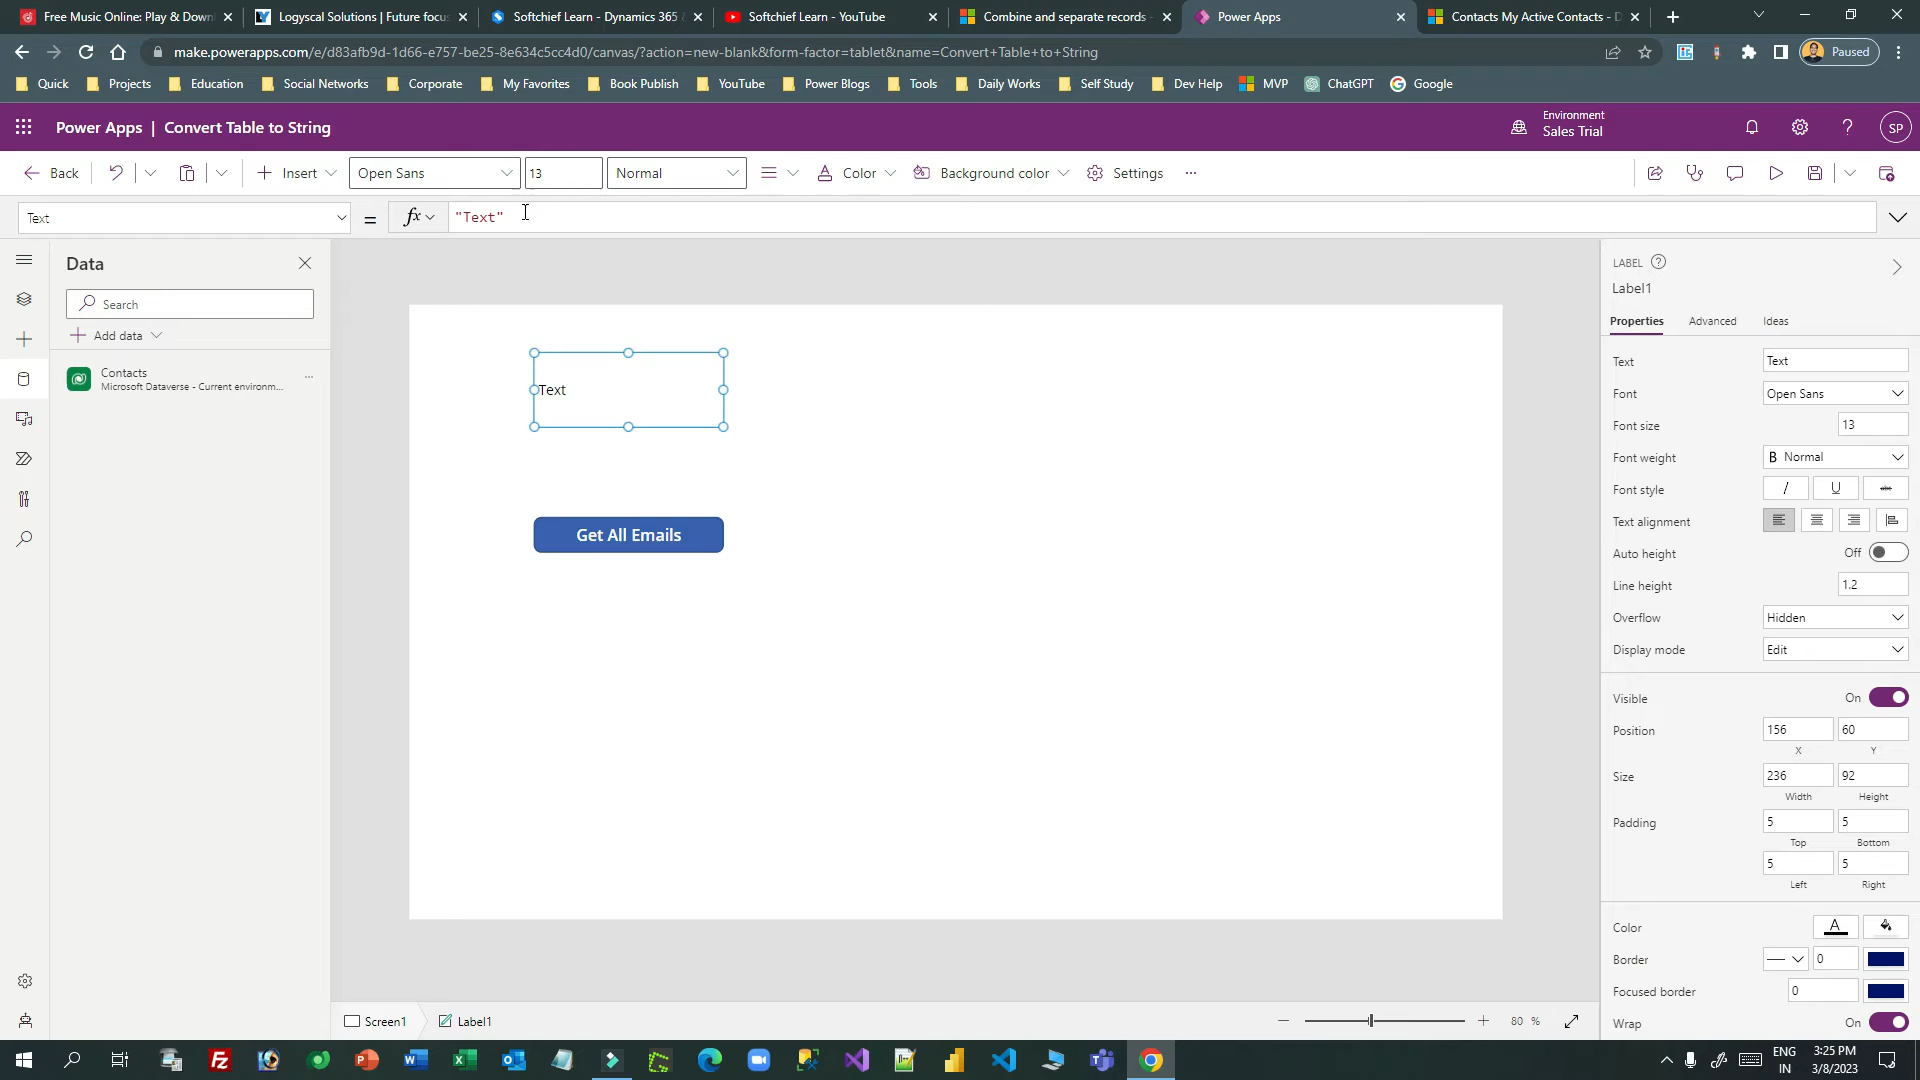 Free Music Online: Play & Down
Logyscal Solutions | Future focu
Softchief Learn - Dynamics 365
Softchief Learn - YouTube
Combine and separate records -
Power Apps
Contacts My Active Contacts - D
make.powerapps.com/e/d83afb9d-1d66-e757-be25-8e634c5cc4d0/canvas/?action=new-blank&form-factor=tablet&name=Convert+Table+to+String
Paused
Quick
Projects
Education
Social Networks
Corporate
My Favorites
Book Publish
YouTube
Power Blogs
Tools
Daily Works
Self Study
Dev Help
MVP
ChatGPT
Google
Power Apps | Convert Table to String
Environment
Sales Trial
SP
Back
Insert
Open Sans
13
Normal
Color
Background color
Settings
Text
=
fx
"Text"
Data
Search
Add data
Contacts
Microsoft Dataverse - Current environm...
Text
Get All Emails
LABEL
Label1
Properties
Advanced
Ideas
Text
Text
Font
Open Sans
Font size
13
Font weight
B Normal
Font style
/
U
abc
Text alignment
Auto height
Off
Line height
1.2
Overflow
Hidden
Display mode
Edit
Visible
On
Position
156
60
X
Y
Size
236
92
Width
Height
Padding
5
5
Top
Bottom
5
5
Left
Right
Color
A
Border
0
Focused border
0
Wrap
On
Screen1
Label1
80 %
ENG
IN
3:25 PM
3/8/2023